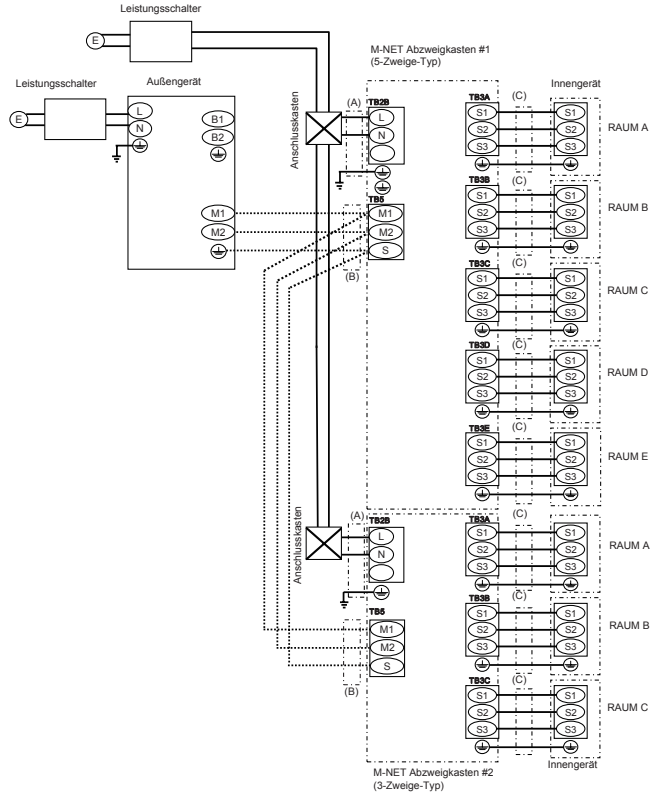 Leistungsschalter
E
Leistungsschalter
E
Außengerät
L
N
B1
B2
M1
M2
Anschlusskasten
M-NET Abzweigkasten #1
(5-Zweige-Typ)
(A)
TB2B
L
N
TB5
M1
M2
S
(B)
Innengerät
TB3A
(C)
S1
S1
S2
S2
S3
S3
RAUM A
TB3B
(C)
S1
S1
S2
S2
S3
S3
RAUM B
TB3C
(C)
S1
S1
S2
S2
S3
S3
RAUM C
TB3D
(C)
S1
S1
S2
S2
S3
S3
RAUM D
TB3E
(C)
S1
S1
S2
S2
S3
S3
RAUM E
Anschlusskasten
(A)
TB2B
L
N
TB5
M1
M2
S
(B)
TB3A
(C)
S1
S1
S2
S2
S3
S3
RAUM A
TB3B
(C)
S1
S1
S2
S2
S3
S3
RAUM B
TB3C
(C)
S1
S1
S2
S2
S3
S3
RAUM C
Innengerät
M-NET Abzweigkasten #2
(3-Zweige-Typ)